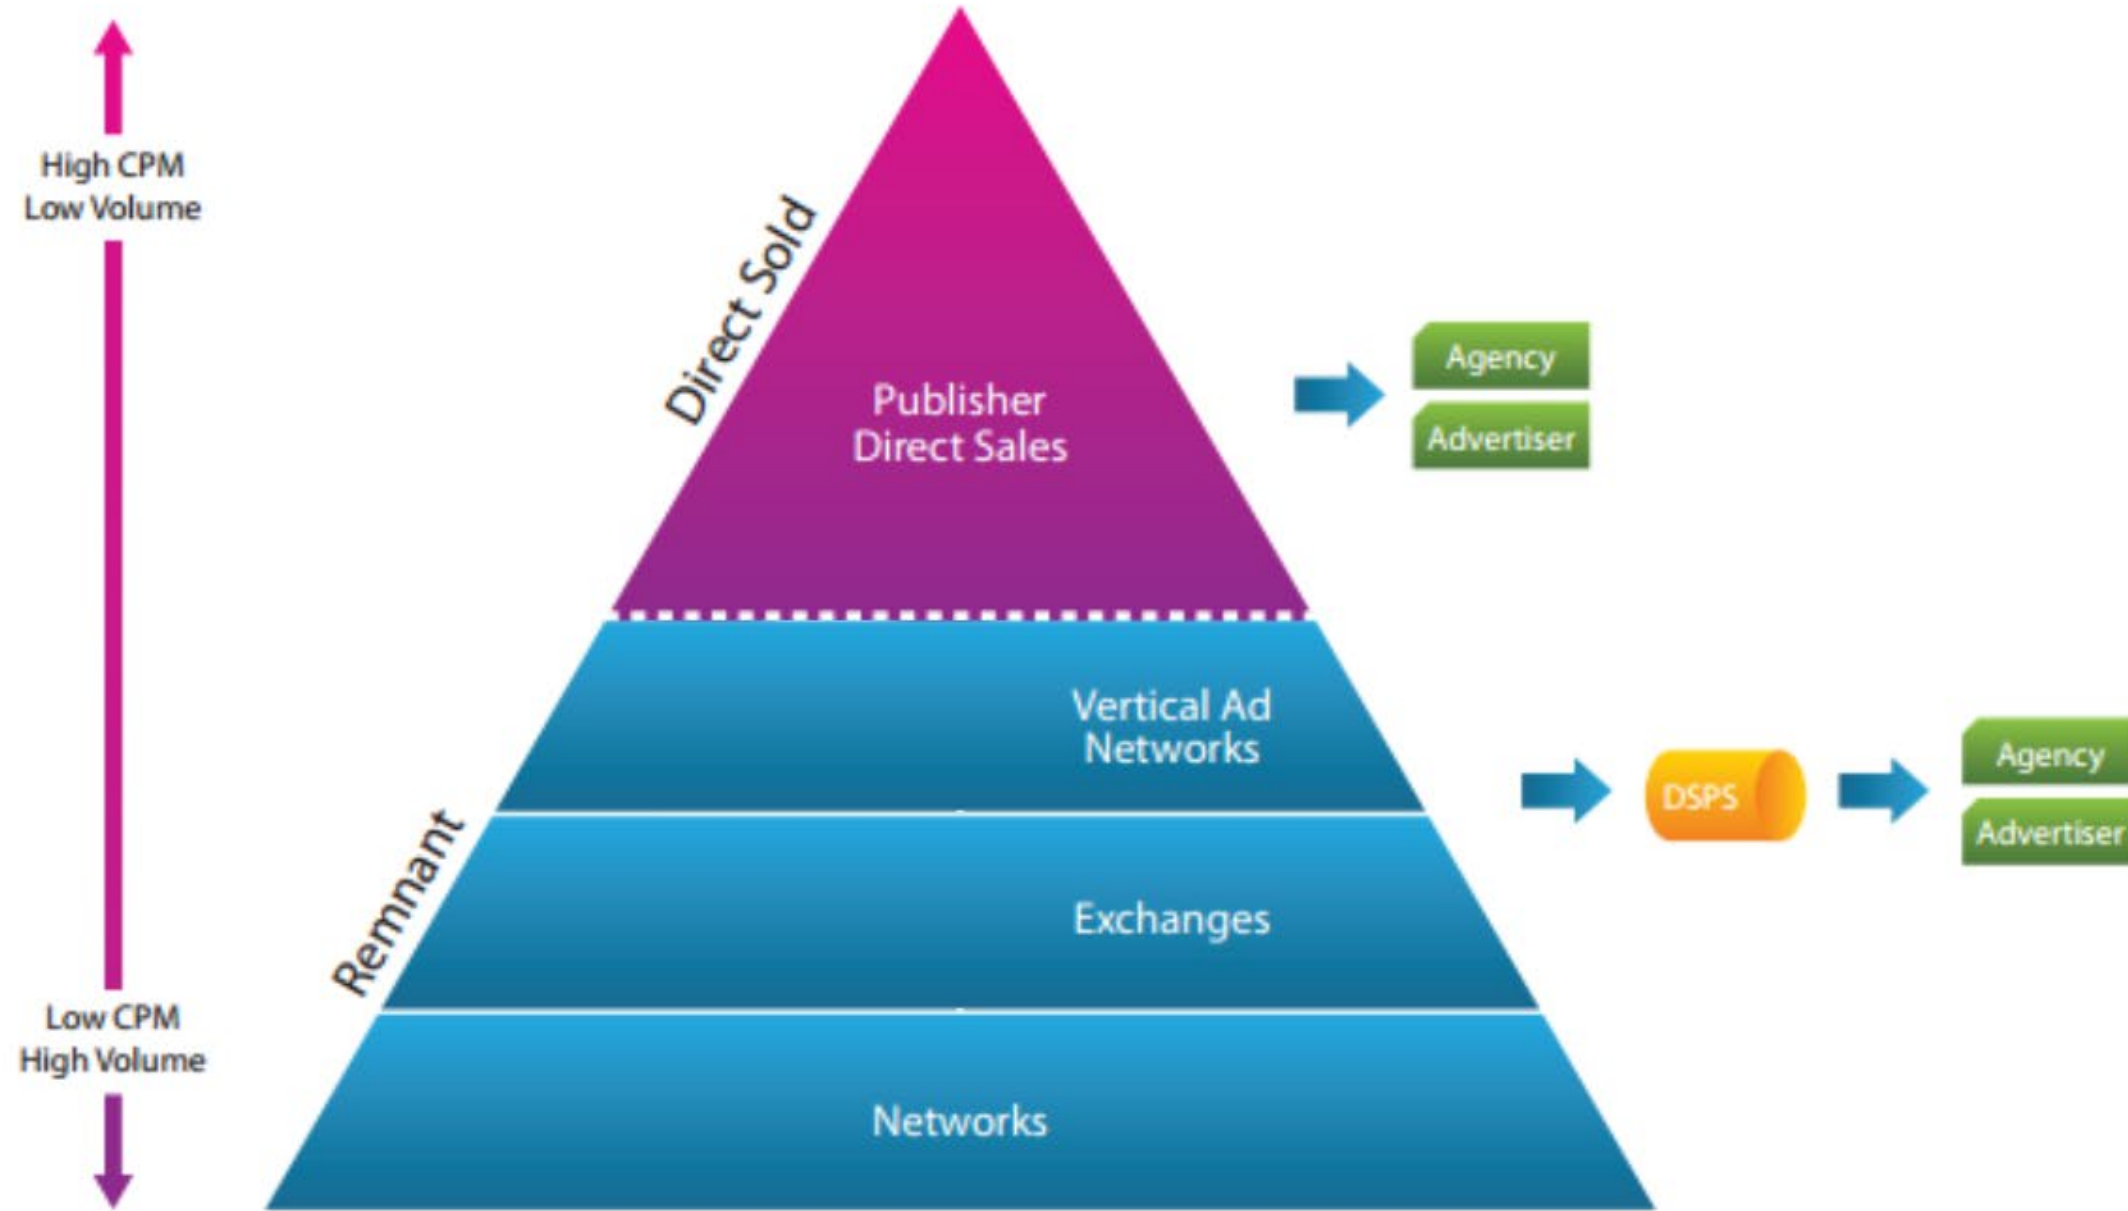 High CPM
Low Volume
Direct Sold
Publisher
Direct Sales
Agency
Advertiser
Vertical Ad
Networks
DSPS
Agency
Advertiser
Remnant
Exchanges
Low CPM
High Volume
Networks